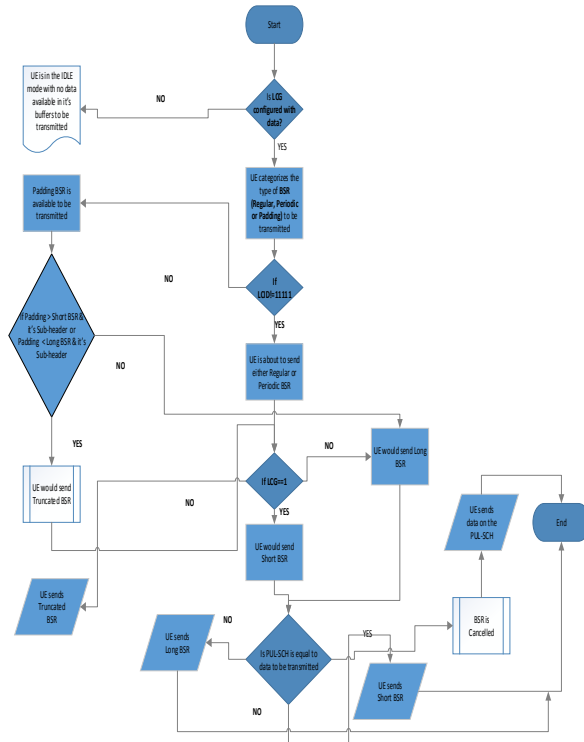 Start
UE is in the IDLE
mode with no data
available in it's
buffers to be
transmitted
NO
Is LCG
configured with
data?
YES
UE categorizes the
type of BSR
(Regular, Periodic
or Padding) to be
transmitted
Padding BSR is
available to be
transmitted
NO
If
LCID!=11111
YES
If Padding > Short BSR &
it's Sub-header or
Padding < Long BSR & it's
Sub-header
NO
UE is about to send
either Regular or
Periodic BSR
YES
NO
UE would send Long
BSR
If LCG==1
UE would send
Truncated BSR
NO
YES
UE sends
data on the
PUL-SCH
End
UE would send
Short BSR
UE sends
Truncated
BSR
NO
UE sends
Long BSR
Is PUL-SCH is equal to
data to be transmitted
YES
BSR is
Cancelled
UE sends
Short BSR
NO